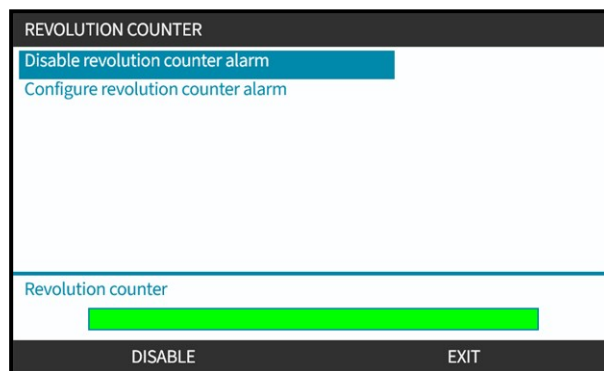 REVOLUTION COUNTER
Disable revolution counter alarm
Configure revolution counter alarm
Revolution counter
DISABLE EXIT